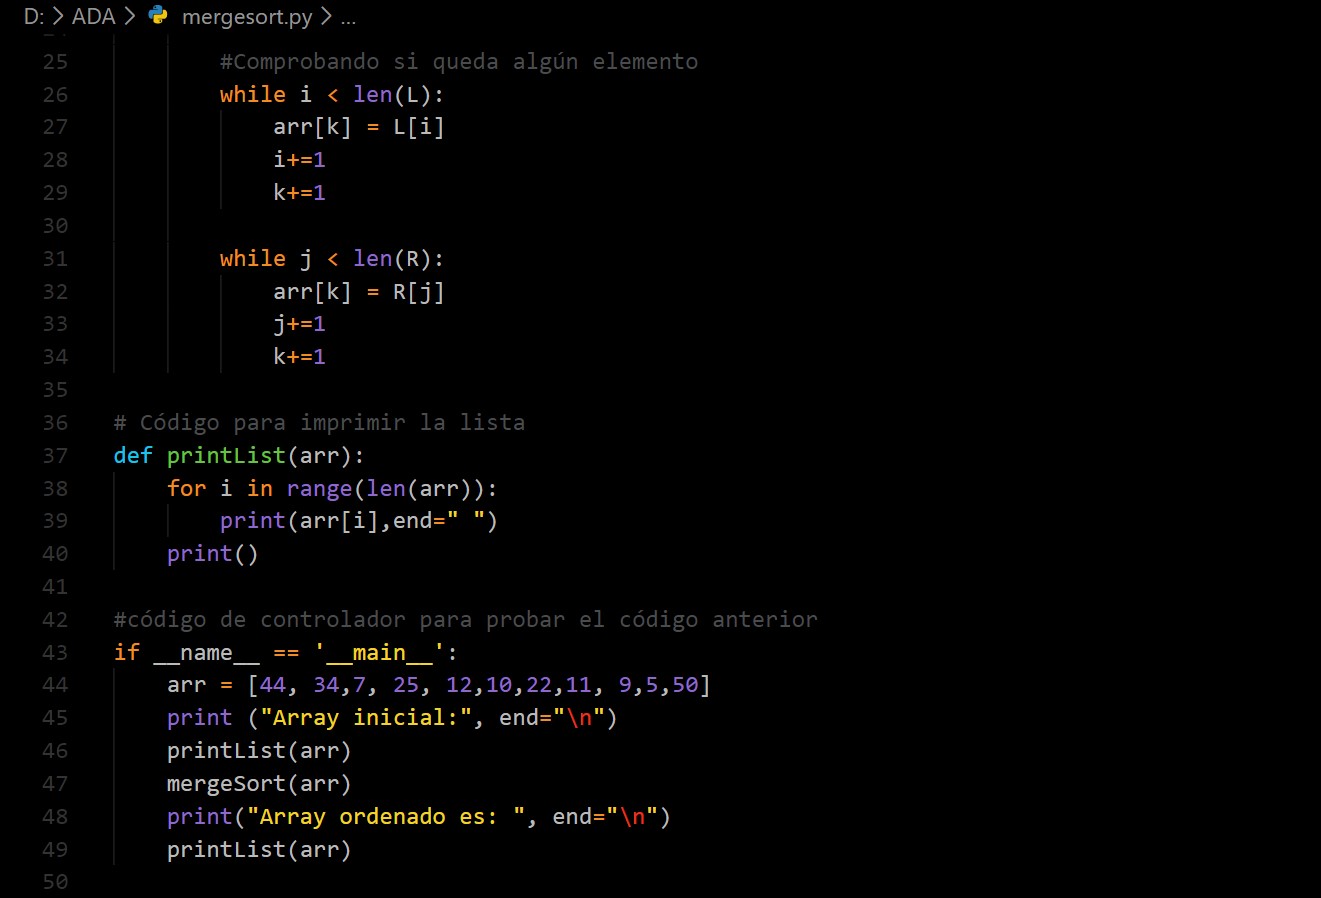 D: > ADA > mergesort.py > ...
25 #Comprobando si queda algún elemento
26 while i < len(L):
27 arr[k] = L[i]
28 i+=1
29 k+=1
30
31 while j < len(R):
32 arr[k] = R[j]
33 j+=1
34 k+=1
35
36 # Código para imprimir la lista
37 def printList(arr):
38 for i in range(len(arr)):
39 print(arr[i],end=" ")
40 print()
41
42 #código de controlador para probar el código anterior
43 if __name__ == '__main__':
44 arr = [44, 34,7, 25, 12,10,22,11, 9,5,50]
45 print ("Array inicial:", end="\n")
46 printList(arr)
47 mergeSort(arr)
48 print("Array ordenado es: ", end="\n")
49 printList(arr)
50